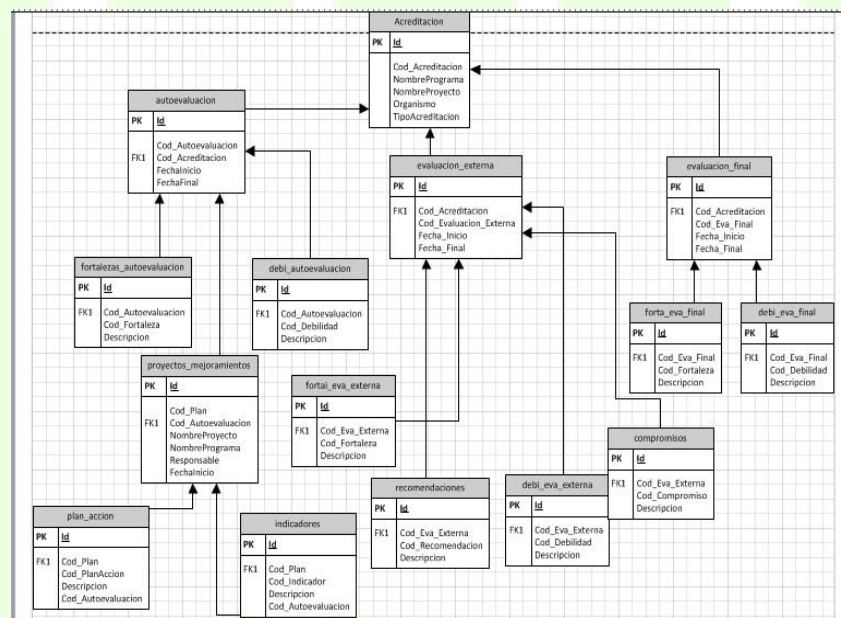 Acreditacion
PK Id
Cod_Acreditacion
NombrePrograma
NombreProyecto
Organismo
TipoAcreditacion
autoevaluacion
PK Id
Cod_Autoevaluacion
FK1 Cod_Acreditacion
FechaInicio
FechaFinal
evaluacion_externa
PK Id
FK1 Cod_Acreditacion
Cod_Evaluacion_Externa
Fecha_Inicio
Fecha_Final
evaluacion_final
PK Id
FK1 Cod_Acreditacion
Cod_Eva_Final
Fecha_Inicio
Fecha_Final
fortalezas_autoevaluacion
PK Id
FK1 Cod_Autoevaluacion
Cod_Fortaleza
Descripcion
debi_autoevaluacion
PK Id
FK1 Cod_Autoevaluacion
Cod_Debilidad
Descripcion
forta_eva_final
PK Id
FK1 Cod_Eva_Final
Cod_Fortaleza
Descripcion
debi_eva_final
PK Id
FK1 Cod_Eva_Final
Cod_Debilidad
Descripcion
proyectos_mejoramientos
PK Id
Cod_Plan
FK1 Cod_Autoevaluacion
NombreProyecto
NombrePrograma
Responsable
FechaInicio
fortal_eva_externa
PK Id
FK1 Cod_Eva_Externa
Cod_Fortaleza
Descripcion
compromisos
PK Id
FK1 Cod_Eva_Externa
Cod_Compromiso
Descripcion
recomendaciones
PK Id
FK1 Cod_Eva_Externa
Cod_Recomendacion
Descripcion
debi_eva_externa
PK Id
FK1 Cod_Eva_Externa
Cod_Debilidad
Descripcion
plan_accion
PK Id
FK1 Cod_Plan
Cod_PlanAccion
Descripcion
Cod_Autoevaluacion
indicadores
PK Id
FK1 Cod_Plan
Cod_Indicador
Descripcion
Cod_Autoevaluacion